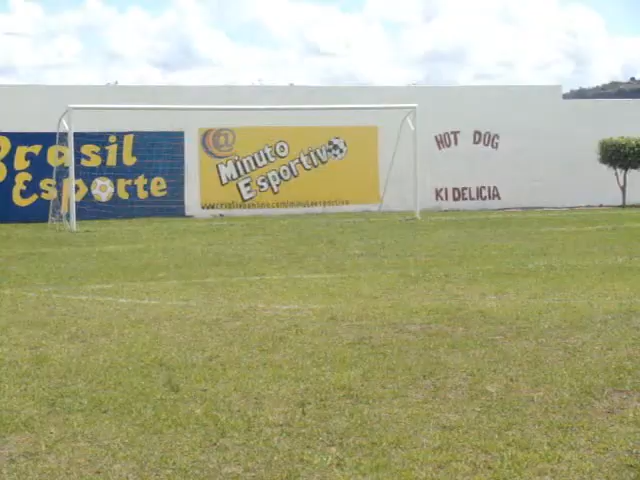 Brasil
Esporte
@
Minuto
Esportivo
HOT DOG
KI DELICIA